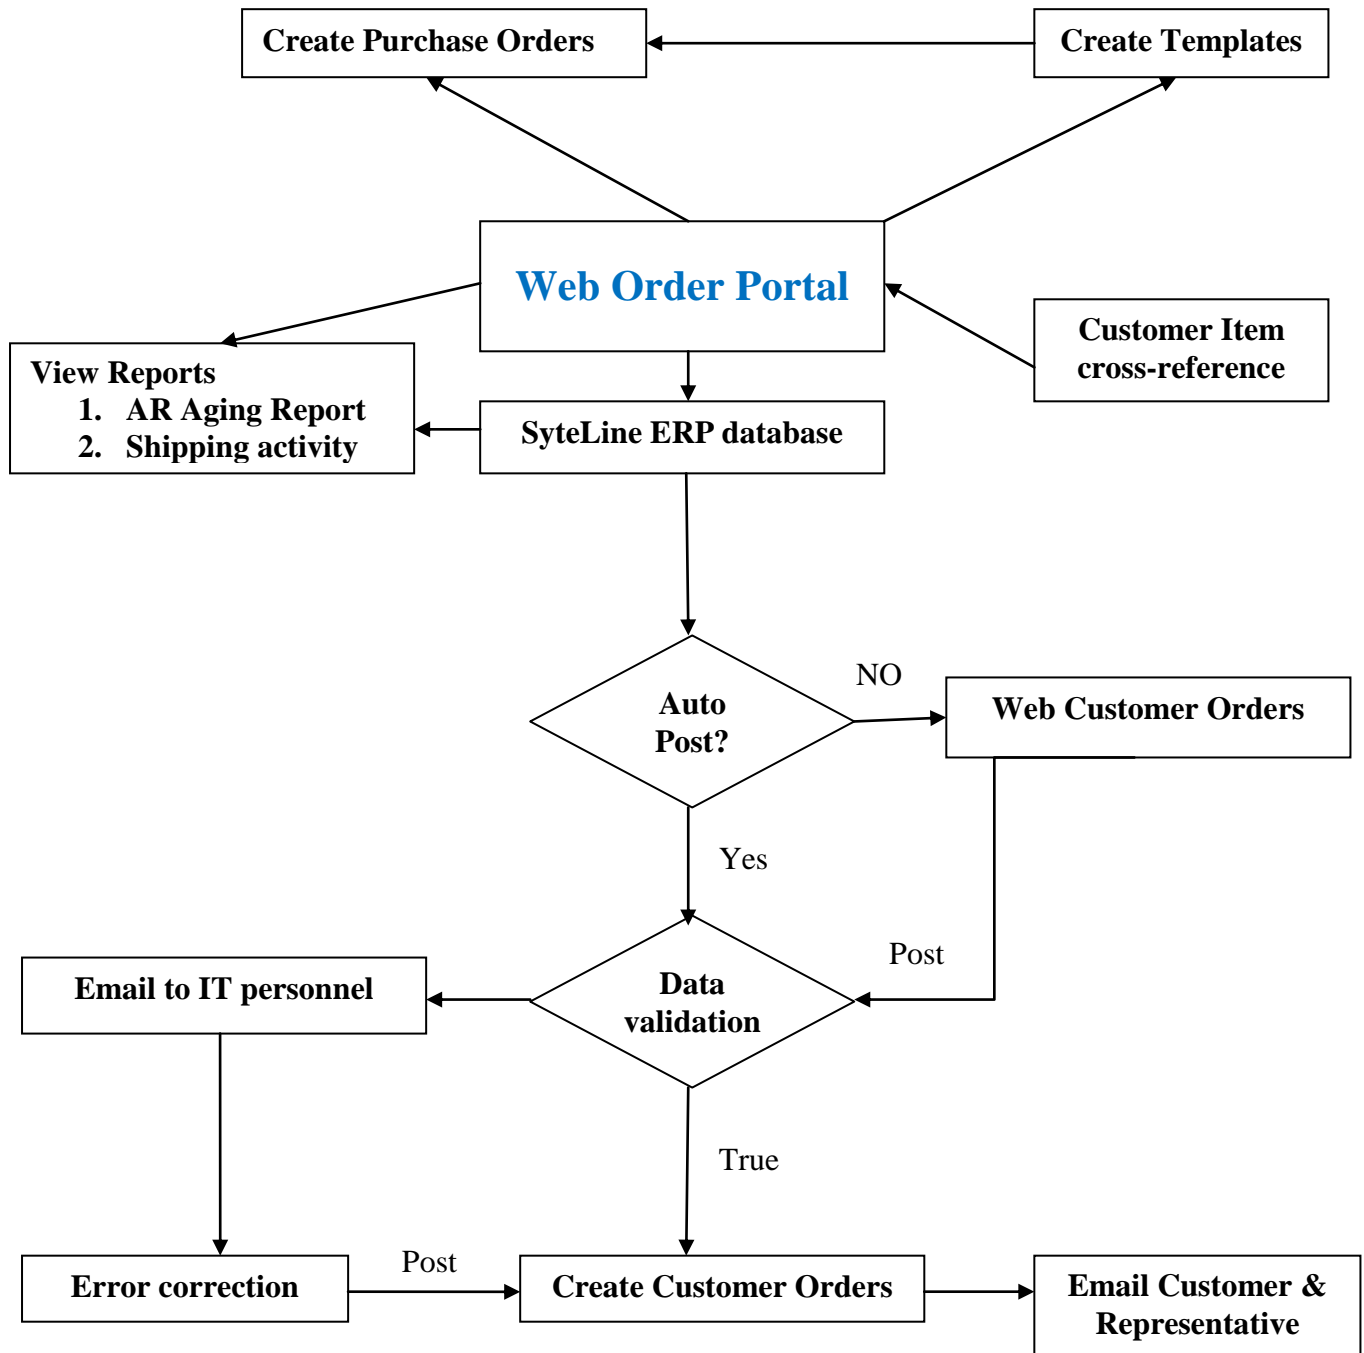 Create Purchase Orders
Create Templates
Web Order Portal
Customer Item
cross-reference
View Reports
1. AR Aging Report
2. Shipping activity
SyteLine ERP database
Auto
Post?
NO
Web Customer Orders
Yes
Post
Email to IT personnel
Data
validation
True
Error correction
Post
Create Customer Orders
Email Customer &
Representative